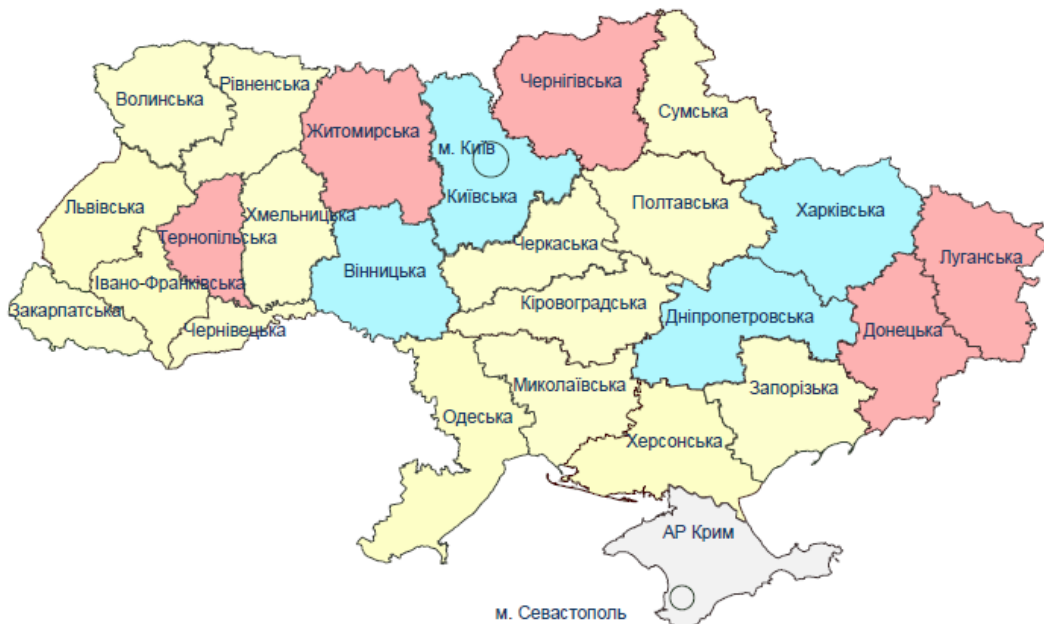 Чернігівська
Рівненська
Волинська
Сумська
Житомирська
м. Київ
Київська
Полтавська
Львівська
Хмельницька
Харківська
Тернопільська
Черкаська
Луганська
Вінницька
Івано-Франківська
Закарпатська
Кіровоградська
Дніпропетровська
Чернівецька
Донецька
Миколаївська
Запорізька
Одеська
Херсонська
АР Крим
м. Севастополь